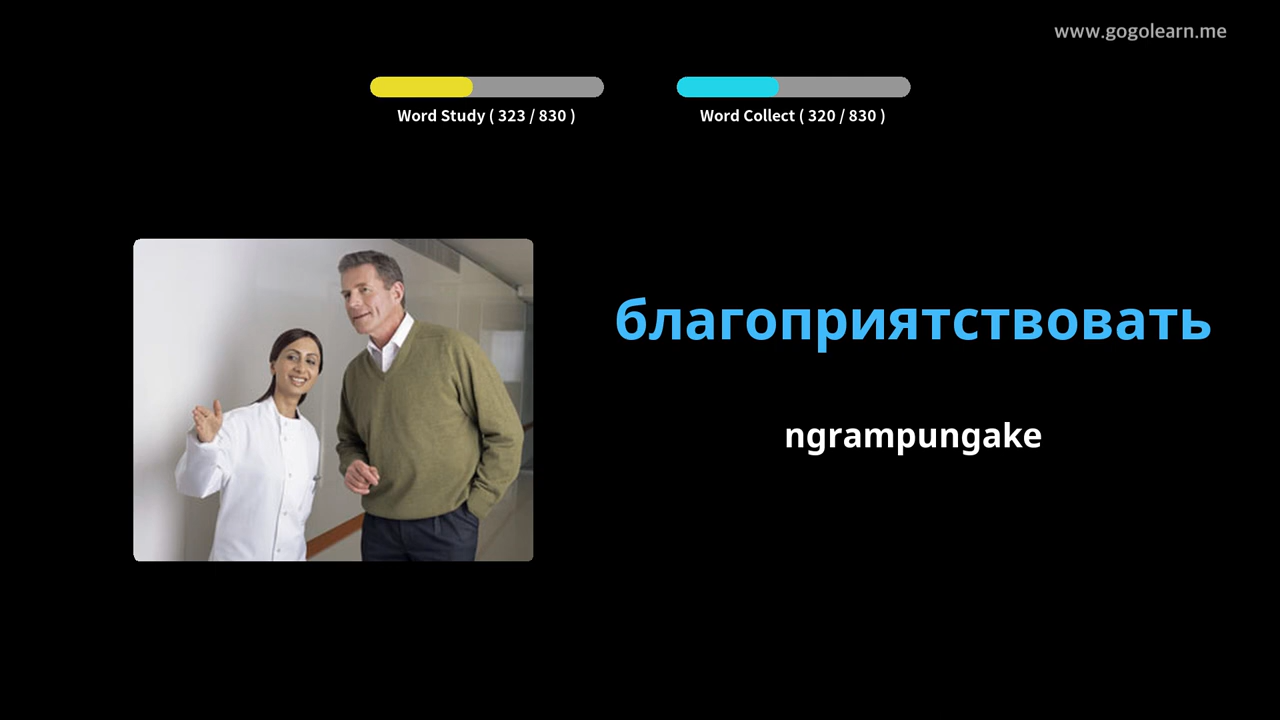 www.gogolearn.me
Word Study ( 323 / 830 )
Word Collect ( 320 / 830 )
благоприятствовать
ngrampungake